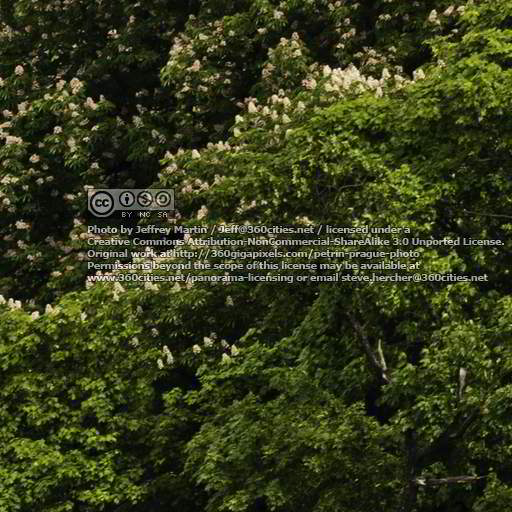 cc
BY NC SA
Photo by Jeffrey Martin / Jeff@360cities.net / licensed under a
Creative Commons Attribution-NonCommercial-ShareAlike 3.0 Unported License.
Original work at http://360gigapixels.com/petrin-prague-photo
Permissions beyond the scope of this license may be available at
www.360cities.net/panorama-licensing or email steve.hercher@360cities.net